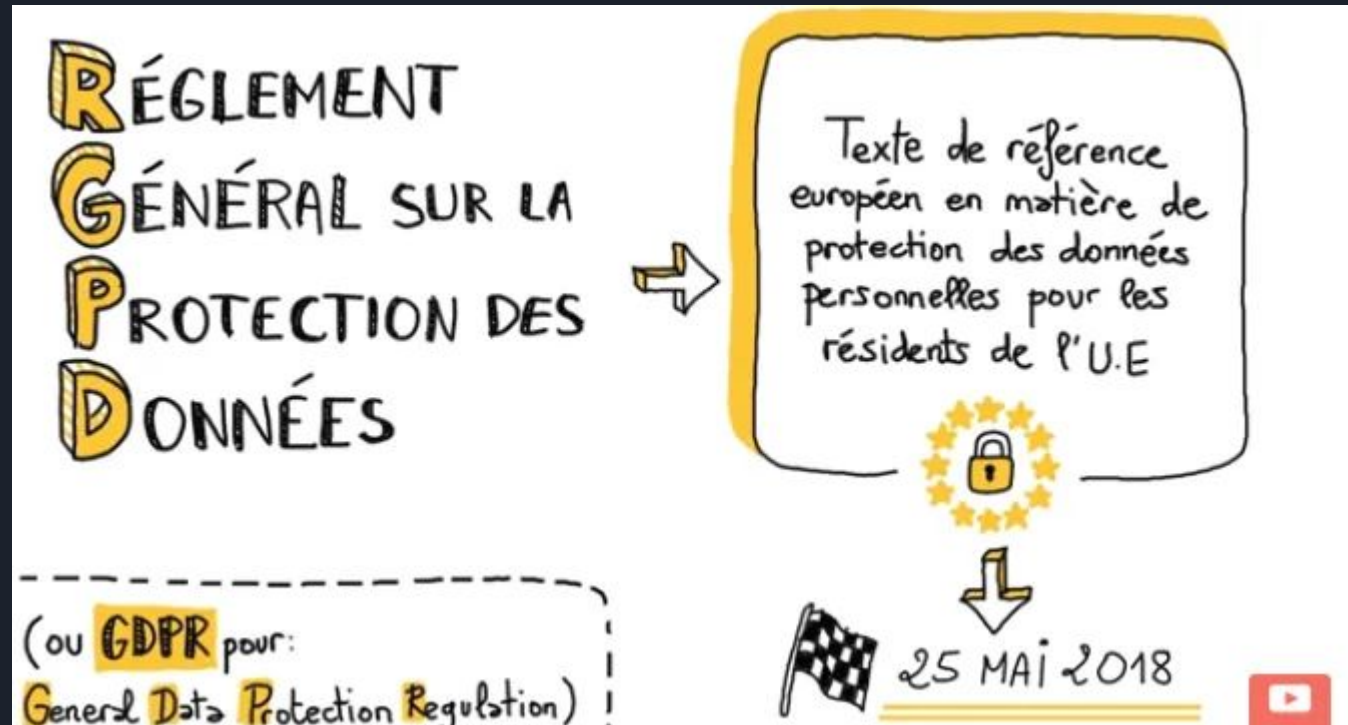 RÉGLEMENT
GÉNÉRAL SUR LA
PROTECTION DES
DONNÉES
Texte de référence
européen en matière de
protection des données
personnelles pour les
résidents de l'U.E
25 MAI 2018
(ou GDPR pour:
General Data Protection Regulation)